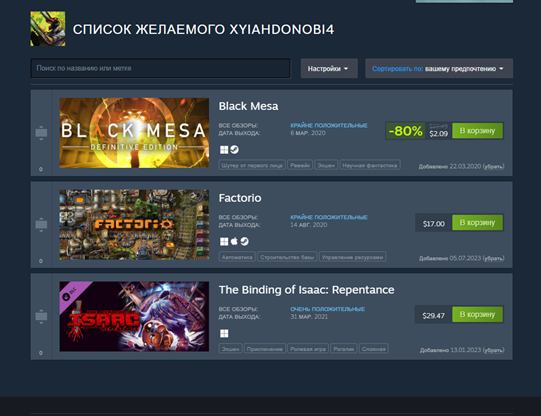 СПИСОК ЖЕЛАЕМОГО XYIAHDONOBI4
Поиск по названию или метке
Настройки
Сортировать по: вашему предпочтению
BLACK MESA
DEFINITIVE EDITION
Black Mesa
ВСЕ ОБЗОРЫ: КРАЙНЕ ПОЛОЖИТЕЛЬНЫЕ
ДАТА ВЫХОДА: 6 МАР. 2020
-80%
$2.09
В корзину
Шутер от первого лица
Ремейк
Экшен
Научная фантастика
Добавлено 22.03.2020 (убрать)
0
FACTORIO
Factorio
ВСЕ ОБЗОРЫ: КРАЙНЕ ПОЛОЖИТЕЛЬНЫЕ
ДАТА ВЫХОДА: 14 АВГ. 2020
$17.00
В корзину
Автоматика
Строительство базы
Управление ресурсами
Добавлено 05.07.2023 (убрать)
0
DLC
ISAAC
The Binding of Isaac: Repentance
ВСЕ ОБЗОРЫ: ОЧЕНЬ ПОЛОЖИТЕЛЬНЫЕ
ДАТА ВЫХОДА: 31 МАР. 2021
$29.47
В корзину
Экшен
Приключение
Ролевая игра
Рогалик
Сложная
Добавлено 13.01.2023 (убрать)
0